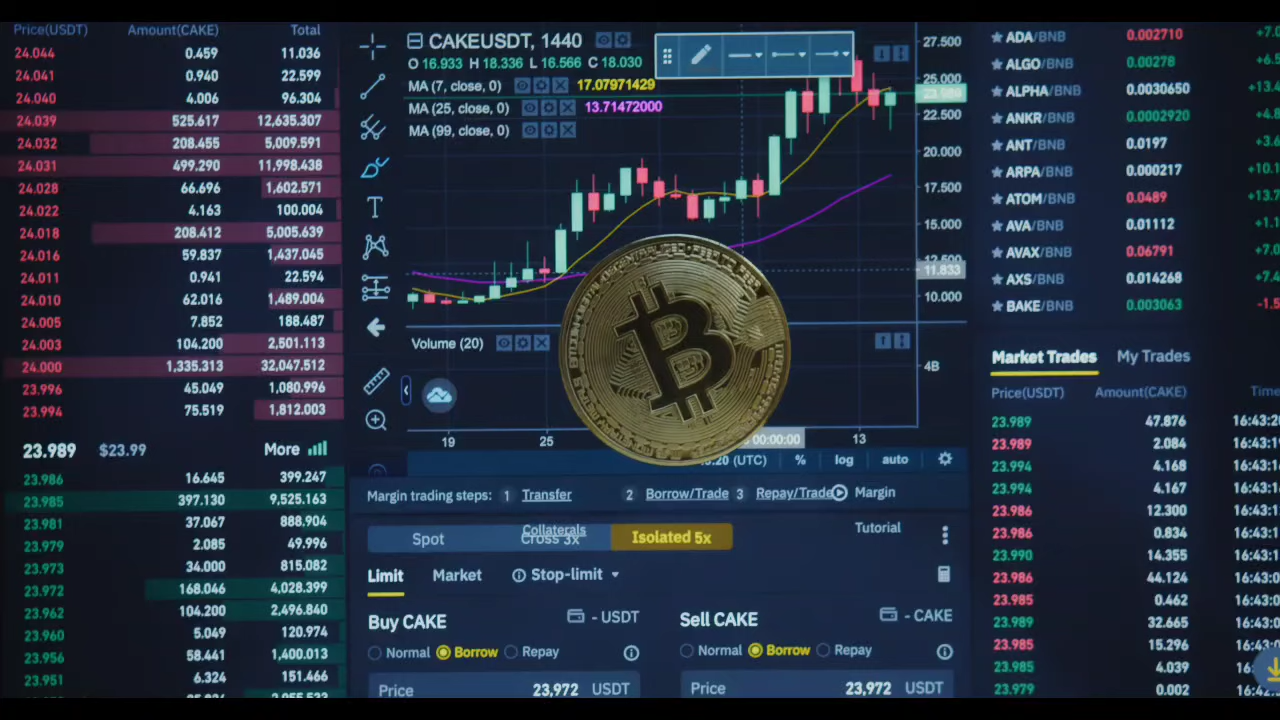 Price(USDT) Amount(CAKE) Total
24.044 0.459 11.036
24.041 0.940 22.599
24.040 4.006 96.304
24.039 525.617 12,635.307
24.032 208.455 5,009.591
24.031 499.290 11,998.438
24.028 66.696 1,602.571
24.022 4.163 100.004
24.018 208.412 5,005.639
24.016 59.837 1,437.045
24.011 0.941 22.594
24.010 62.016 1,489.004
24.005 7.852 188.487
24.003 104.200 2,501.113
24.000 1,335.313 32,047.512
23.996 45.049 1,080.996
23.994 75.519 1,812.003
23.989 $23.99 More
23.986 16.645 399.247
23.985 397.130 9,525.163
23.981 37.067 888.904
23.979 2.085 49.996
23.973 34.000 815.082
23.972 168.046 4,028.399
23.962 104.200 2,496.840
23.960 5.049 120.974
23.956 58.441 1,400.013
23.951 6.324 151.466
CAKEUSDT, 1440
O 16.933 H 18.336 L 16.566 C 18.030
MA (7, close, 0) 17.07971429
MA (25, close, 0) 13.71472000
MA (99, close, 0)
27.500
25.000
23.989
22.500
20.000
17.500
15.000
12.500
11.833
10.000
Volume (20)
4B
19 25 00:00:00 13
(UTC) % log auto
Margin trading steps: 1 Transfer 2 Borrow/Trade 3 Repay/Trade Margin
Collaterals Tutorial
Spot Cross 3x Isolated 5x
Limit Market Stop-limit
Buy CAKE - USDT
Normal Borrow Repay
Price 23,972 USDT
Sell CAKE - CAKE
Normal Borrow Repay
Price 23,972 USDT
ADA/BNB 0.002710
ALGO/BNB 0.00278
ALPHA/BNB 0.0030650
ANKR/BNB 0.0002920
ANT/BNB 0.0197
ARPA/BNB 0.000217
ATOM/BNB 0.0489
AVA/BNB 0.01112
AVAX/BNB 0.06791
AXS/BNB 0.014268
BAKE/BNB 0.003063
Market Trades My Trades
Price(USDT) Amount(CAKE) Time
23.989 47.876
23.989 2.084
23.994 4.168
23.994 4.167
23.986 12.300
23.986 0.834
23.990 14.355
23.986 44.124
23.985 0.462
23.989 32.665
23.985 15.296
23.985 4.039
23.979 0.002